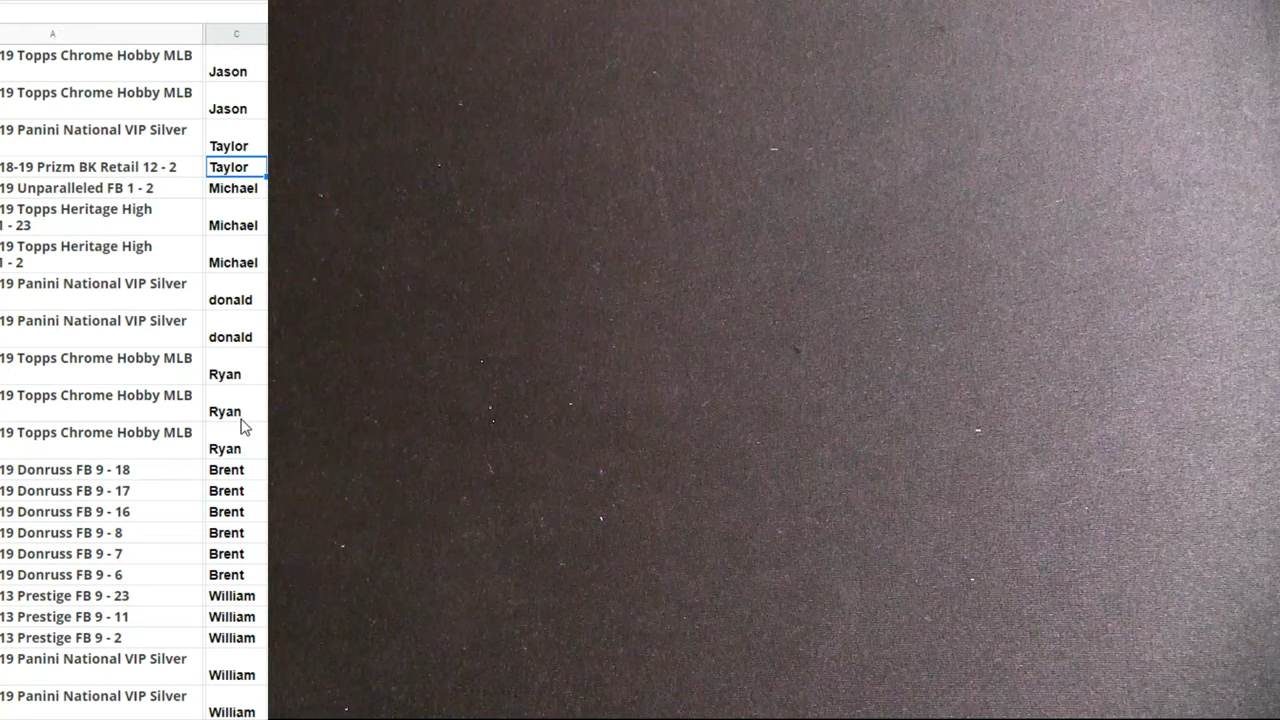 A C
19 Topps Chrome Hobby MLB
Jason
19 Topps Chrome Hobby MLB
Jason
19 Panini National VIP Silver
Taylor
18-19 Prizm BK Retail 12 - 2 Taylor
19 Unparalleled FB 1 - 2 Michael
19 Topps Heritage High
1 - 23 Michael
19 Topps Heritage High
1 - 2 Michael
19 Panini National VIP Silver
donald
19 Panini National VIP Silver
donald
19 Topps Chrome Hobby MLB
Ryan
19 Topps Chrome Hobby MLB
Ryan
19 Topps Chrome Hobby MLB
Ryan
19 Donruss FB 9 - 18 Brent
19 Donruss FB 9 - 17 Brent
19 Donruss FB 9 - 16 Brent
19 Donruss FB 9 - 8 Brent
19 Donruss FB 9 - 7 Brent
19 Donruss FB 9 - 6 Brent
13 Prestige FB 9 - 23 William
13 Prestige FB 9 - 11 William
13 Prestige FB 9 - 2 William
19 Panini National VIP Silver
William
19 Panini National VIP Silver
William